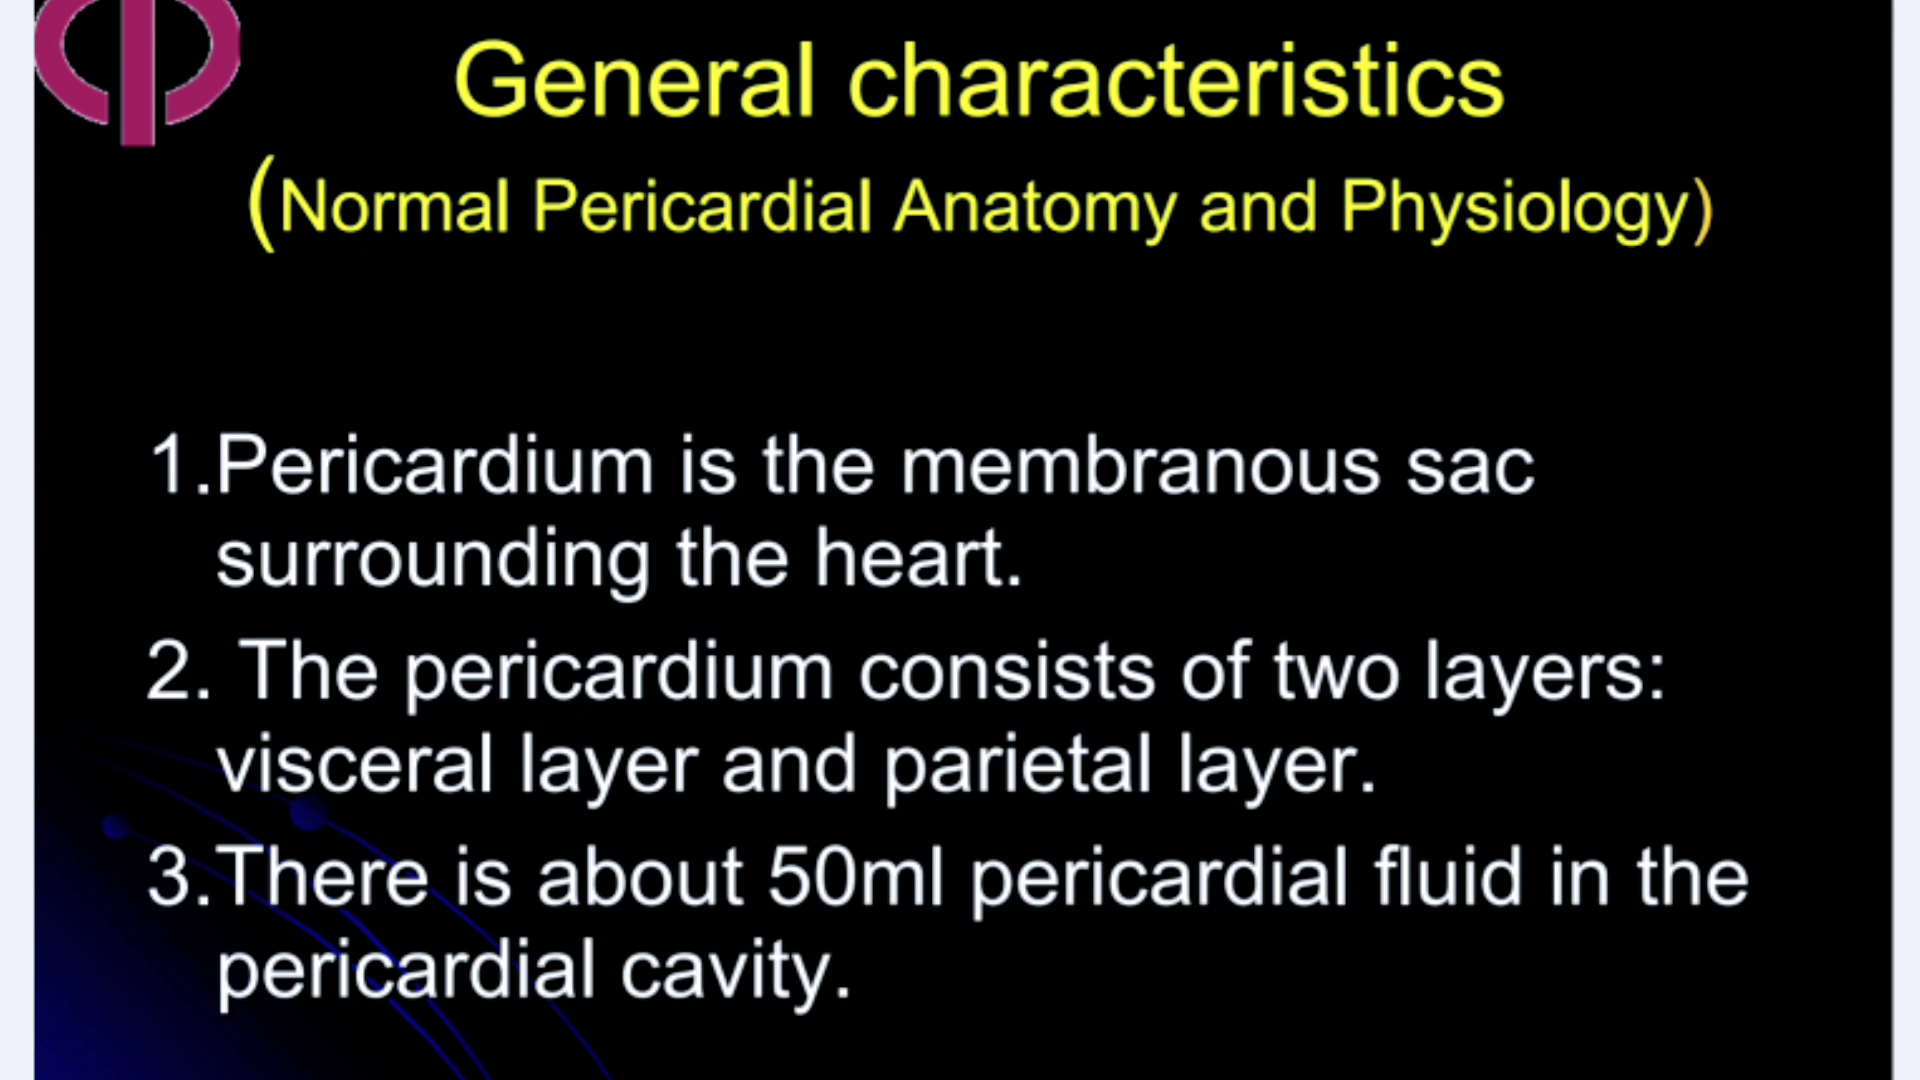 General characteristics
(Normal Pericardial Anatomy and Physiology)
1.Pericardium is the membranous sac
surrounding the heart.
2. The pericardium consists of two layers:
visceral layer and parietal layer.
3.There is about 50ml pericardial fluid in the
pericardial cavity.